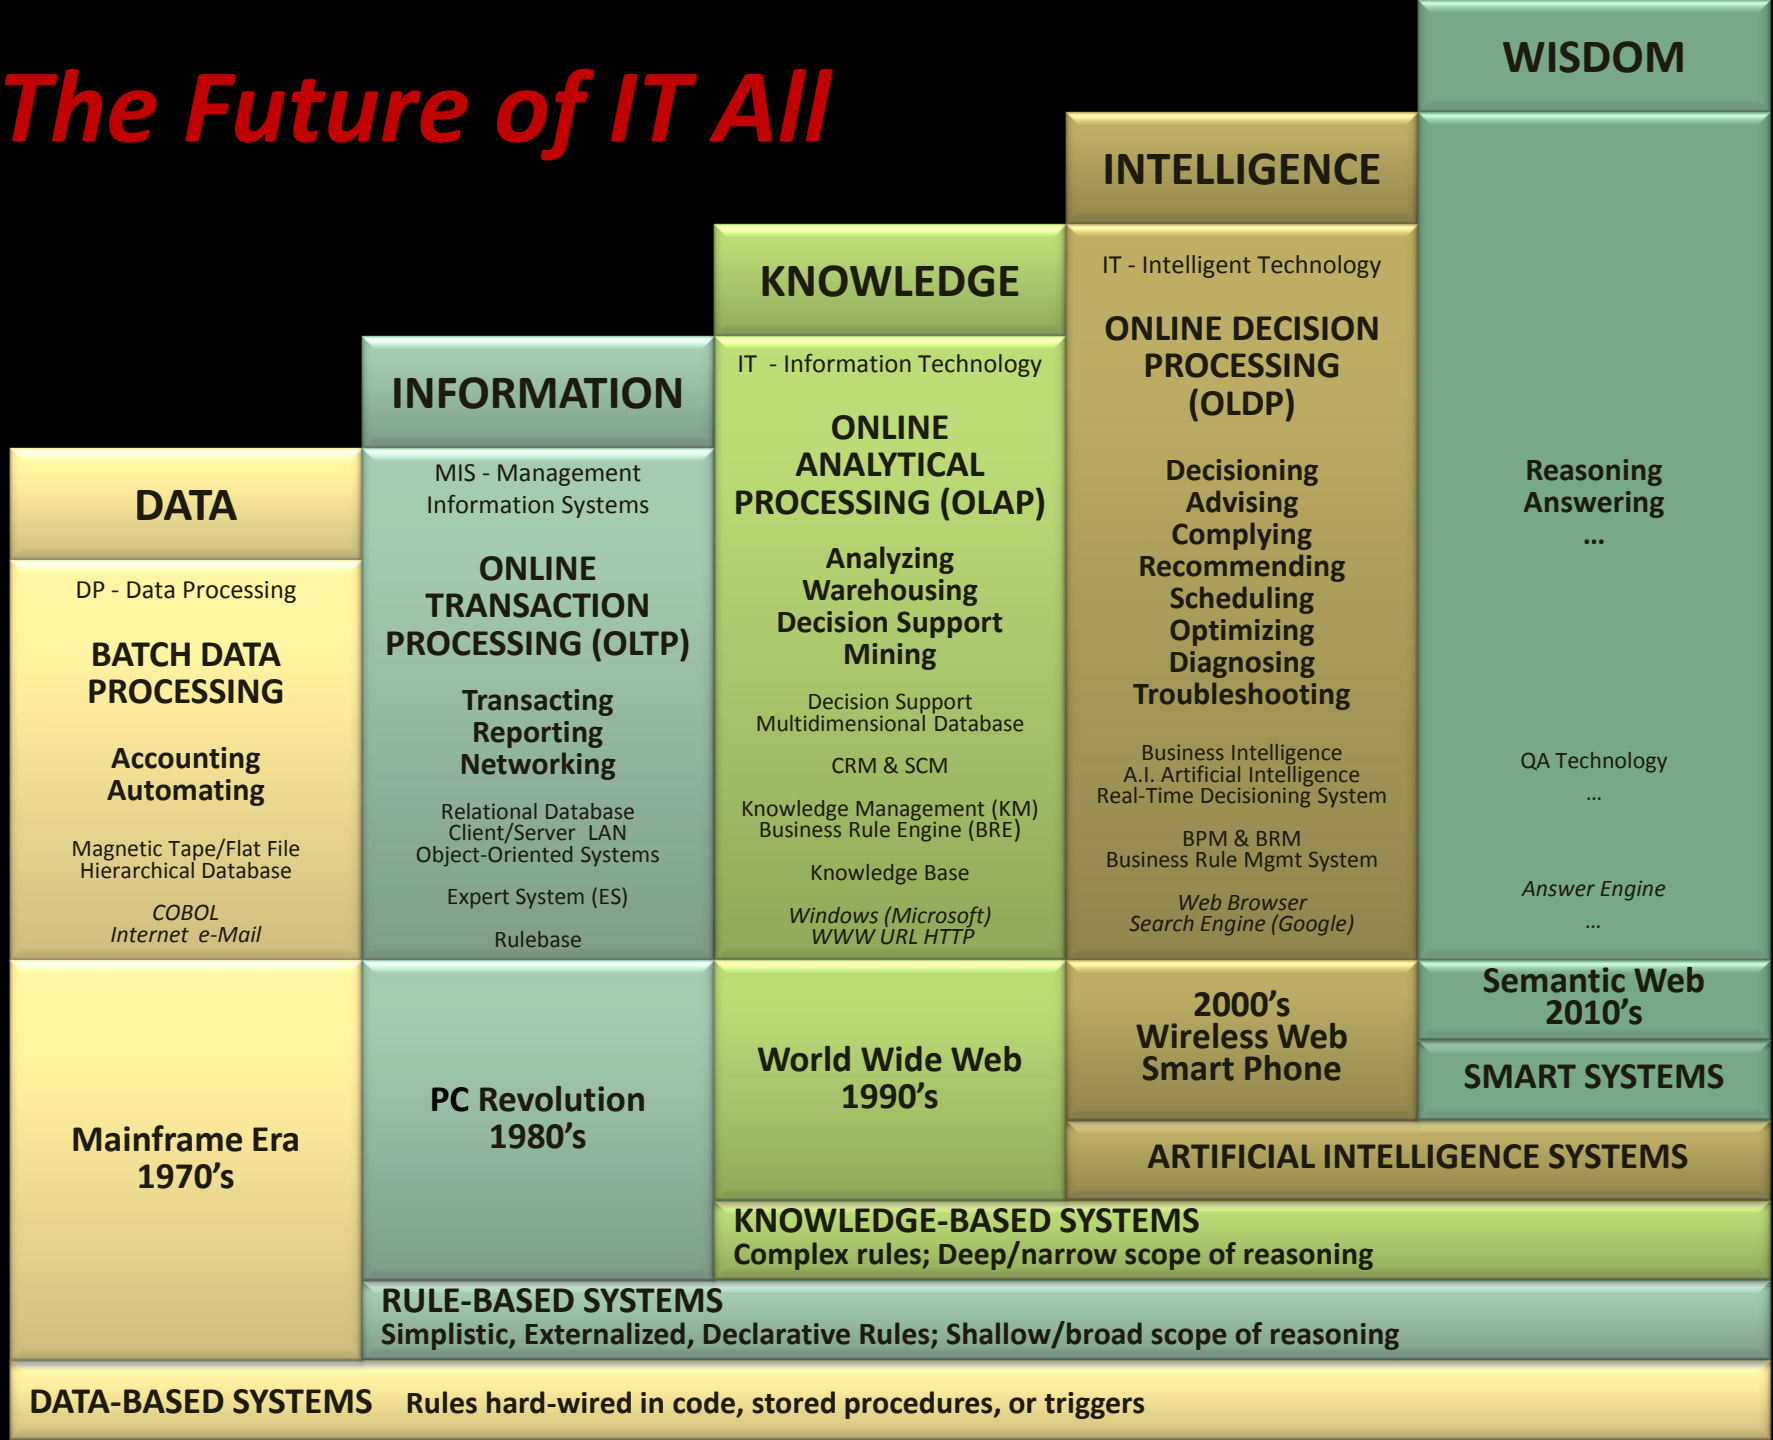 The Future of IT All
DATA
DP - Data Processing
BATCH DATA
PROCESSING
Accounting
Automating
Magnetic Tape/Flat File
Hierarchical Database
COBOL
Internet e-Mail
Mainframe Era
1970’s
INFORMATION
MIS - Management
Information Systems
ONLINE
TRANSACTION
PROCESSING (OLTP)
Transacting
Reporting
Networking
Relational Database
Client/Server LAN
Object-Oriented Systems
Expert System (ES)
Rulebase
PC Revolution
1980’s
KNOWLEDGE
IT - Information Technology
ONLINE
ANALYTICAL
PROCESSING (OLAP)
Analyzing
Warehousing
Decision Support
Mining
Decision Support
Multidimensional Database
CRM & SCM
Knowledge Management (KM)
Business Rule Engine (BRE)
Knowledge Base
Windows (Microsoft)
WWW URL HTTP
World Wide Web
1990’s
INTELLIGENCE
IT - Intelligent Technology
ONLINE DECISION
PROCESSING
(OLDP)
Decisioning
Advising
Complying
Recommending
Scheduling
Optimizing
Diagnosing
Troubleshooting
Business Intelligence
A.I. Artificial Intelligence
Real-Time Decisioning System
BPM & BRM
Business Rule Mgmt System
Web Browser
Search Engine (Google)
2000’s
Wireless Web
Smart Phone
WISDOM
Reasoning
Answering
...
QA Technology
...
Answer Engine
...
Semantic Web
2010’s
SMART SYSTEMS
ARTIFICIAL INTELLIGENCE SYSTEMS
KNOWLEDGE-BASED SYSTEMS
Complex rules; Deep/narrow scope of reasoning
RULE-BASED SYSTEMS
Simplistic, Externalized, Declarative Rules; Shallow/broad scope of reasoning
DATA-BASED SYSTEMS Rules hard-wired in code, stored procedures, or triggers